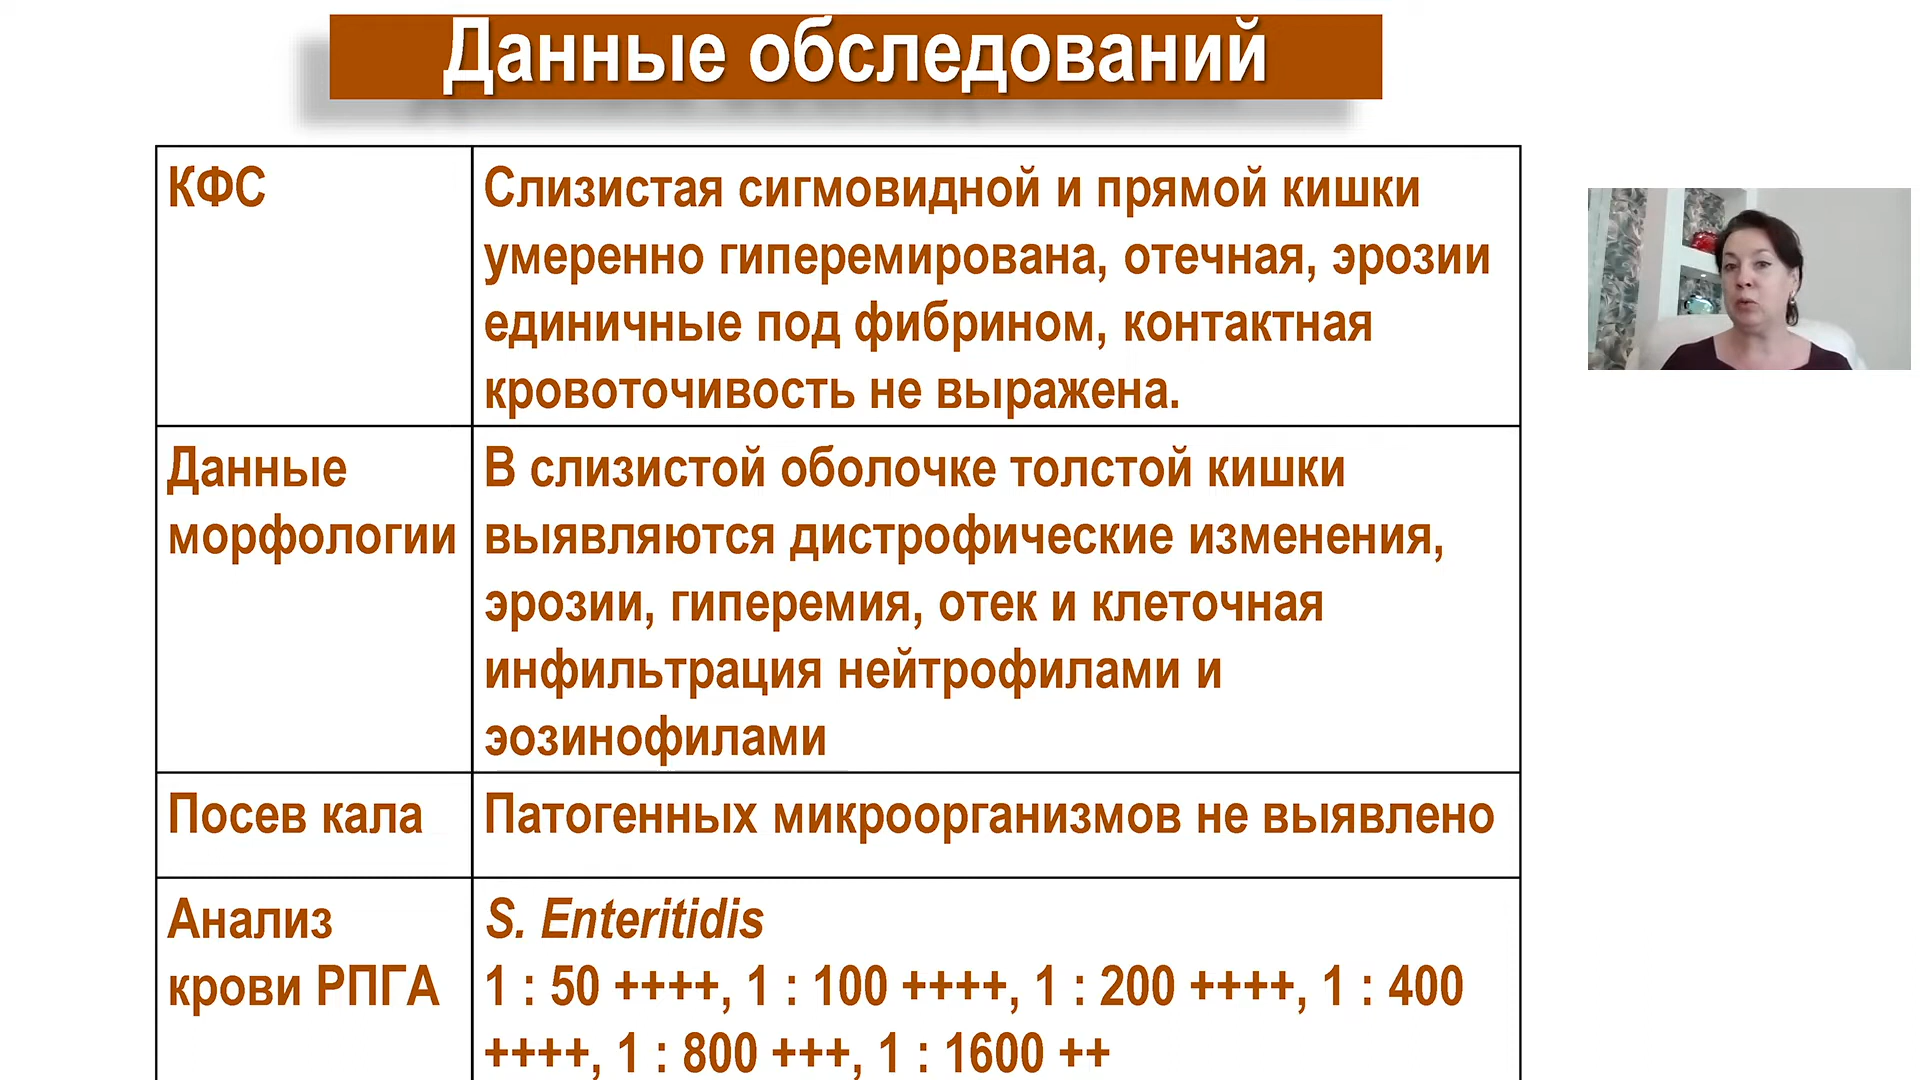 Данные обследований
КФС
Слизистая сигмовидной и прямой кишки
умеренно гиперемирована, отечная, эрозии
единичные под фибрином, контактная
кровоточивость не выражена.
Данные
морфологии
В слизистой оболочке толстой кишки
выявляются дистрофические изменения,
эрозии, гиперемия, отек и клеточная
инфильтрация нейтрофилами и
эозинофилами
Посев кала
Патогенных микроорганизмов не выявлено
Анализ
крови РПГА
S. Enteritidis
1 : 50 ++++, 1 : 100 ++++, 1 : 200 ++++, 1 : 400
++++, 1 : 800 +++, 1 : 1600 ++